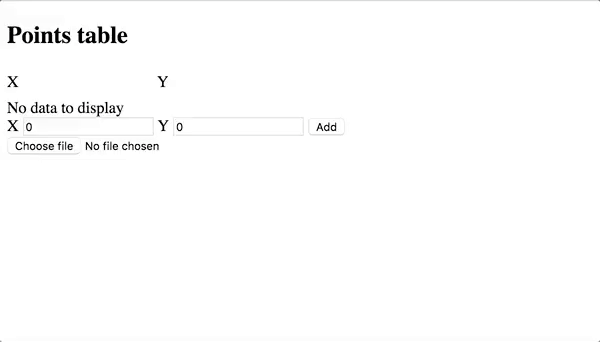 Points table
X Y
No data to display
X 0 Y 0 Add
Choose file No file chosen